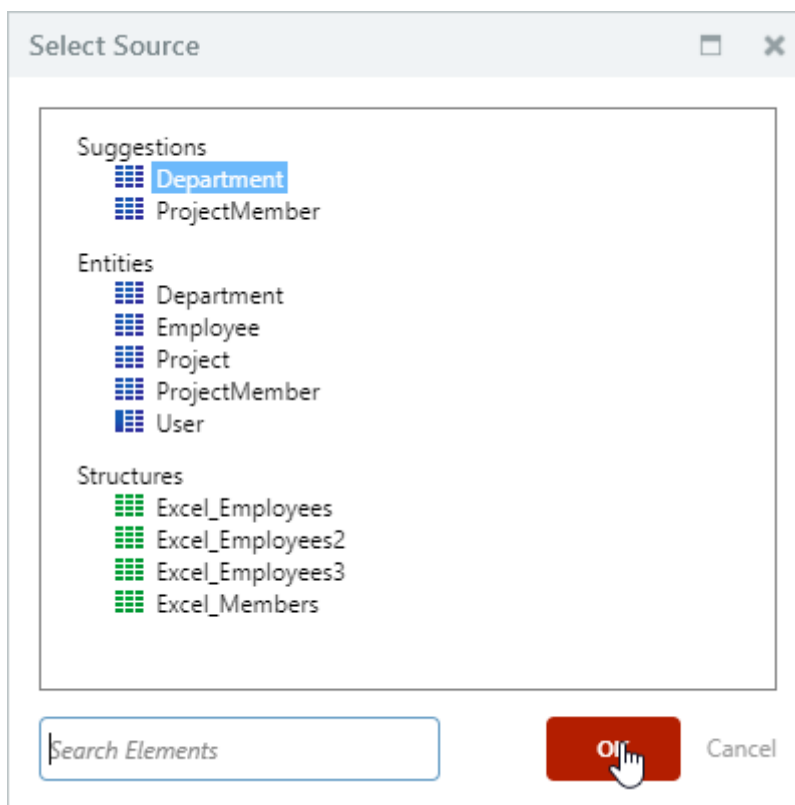 Select Source
Suggestions
Department
ProjectMember
Entities
Department
Employee
Project
ProjectMember
User
Structures
Excel_Employees
Excel_Employees2
Excel_Employees3
Excel_Members
Search Elements
OK
Cancel